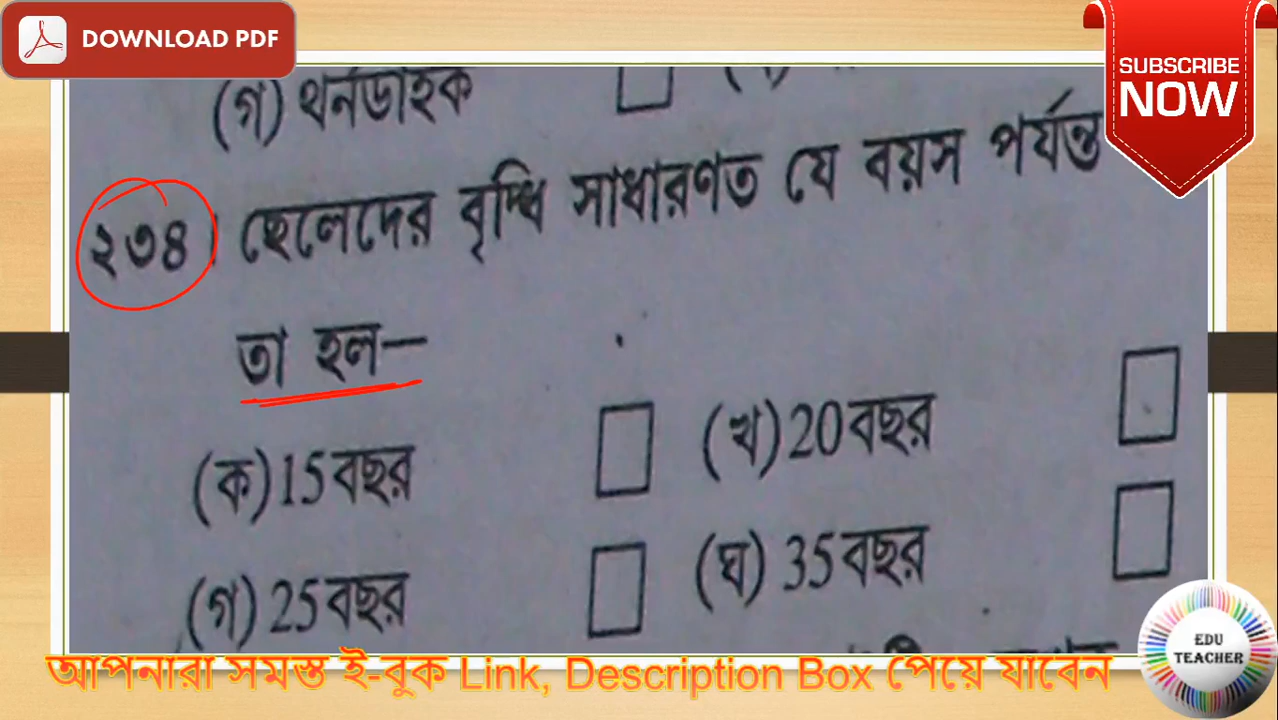 DOWNLOAD PDF
SUBSCRIBE
NOW
(গ) থর্নডাইক
২৩৪। ছেলেদের বৃদ্ধি সাধারণত যে বয়স পর্যন্ত
তা হল—
(ক) 15 বছর (খ) 20 বছর
(গ) 25 বছর (ঘ) 35 বছর
EDU
TEACHER
আপনারা সমস্ত ই-বুক Link, Description Box পেয়ে যাবেন